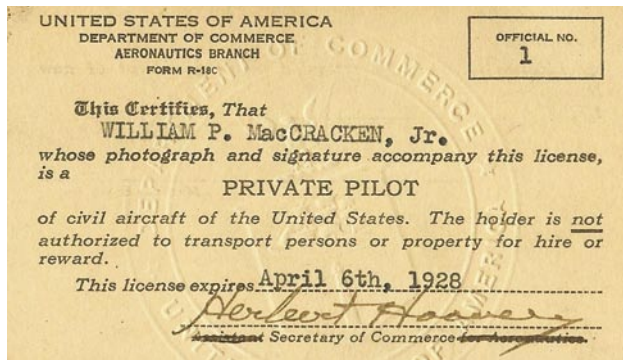 UNITED STATES OF AMERICA
DEPARTMENT OF COMMERCE
AERONAUTICS BRANCH
FORM R-18C
OFFICIAL NO.
1
This Certifies, That
WILLIAM P. MacCRACKEN, Jr.
whose photograph and signature accompany this license,
is a
PRIVATE PILOT
of civil aircraft of the United States. The holder is not
authorized to transport persons or property for hire or
reward.
This license expires April 6th, 1928
Herbert Hoover
Assistant Secretary of Commerce for Aeronautics.
DEPARTMENT OF COMMERCE